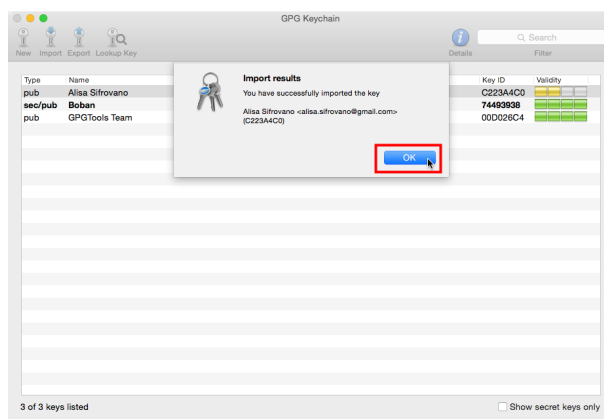 GPG Keychain
New Import Export Lookup Key Details Search Filter
Import results
You have successfully imported the key
Alisa Sifrovano <alisa.sifrovano@gmail.com>
(C223A4C0)
OK
Type Name Key ID Validity
pub Alisa Sifrovano C223A4C0
sec/pub Boban 74493938
pub GPGTools Team 00D026C4
3 of 3 keys listed Show secret keys only